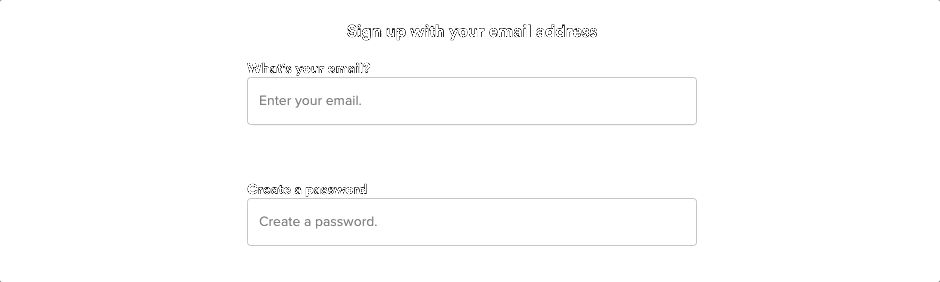 Sign up with your email address
What's your email?
Enter your email.
Create a password
Create a password.